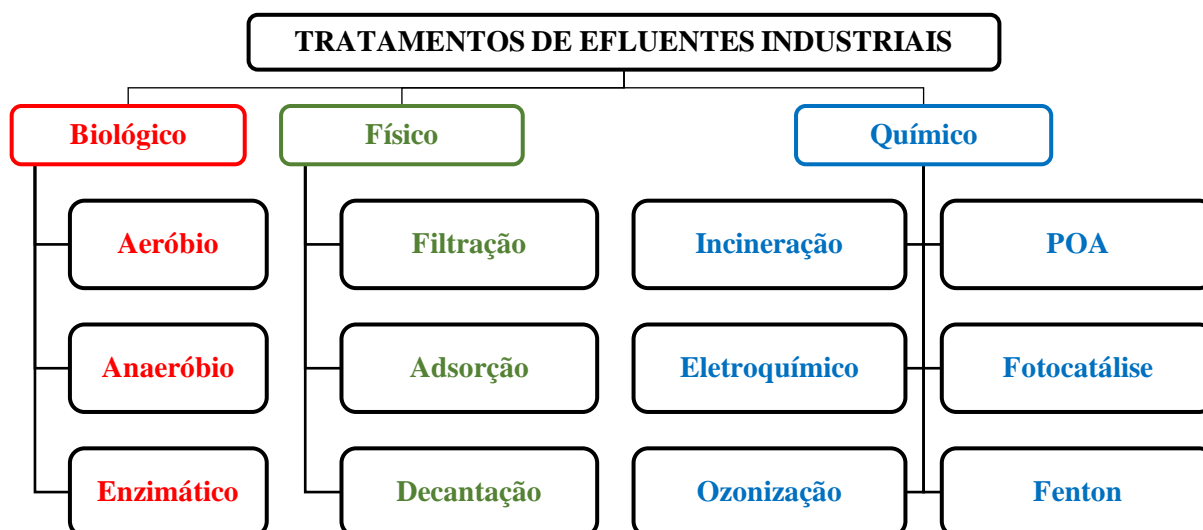 TRATAMENTOS DE EFLUENTES INDUSTRIAIS
Biológico
Físico
Químico
Aeróbio
Filtração
Incineração
POA
Anaeróbio
Adsorção
Eletroquímico
Fotocatálise
Enzimático
Decantação
Ozonização
Fenton